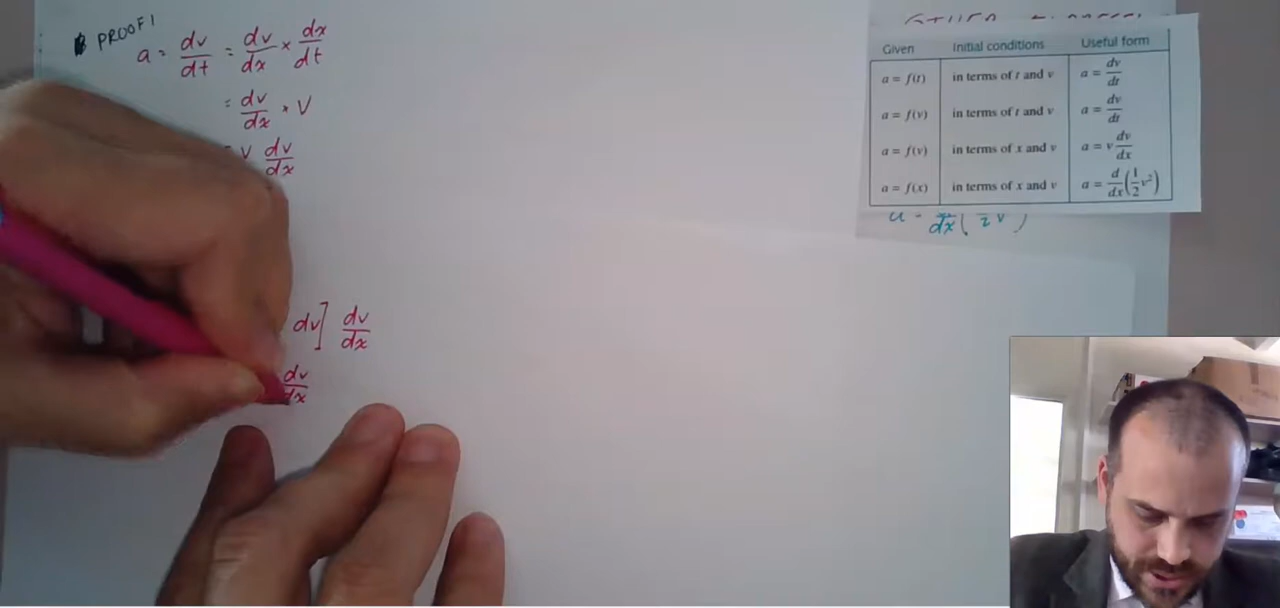 PROOF!
a = dv/dt = dv/dx × dx/dt
= dv/dx × v
= v dv/dx
dv] dv/dx
dv/dx
Given Initial conditions Useful form
a = f(t) in terms of t and v a = dv/dt
a = f(v) in terms of t and v a = dv/dt
a = f(v) in terms of x and v a = v dv/dx
a = f(x) in terms of x and v a = d/dx(1/2 v²)